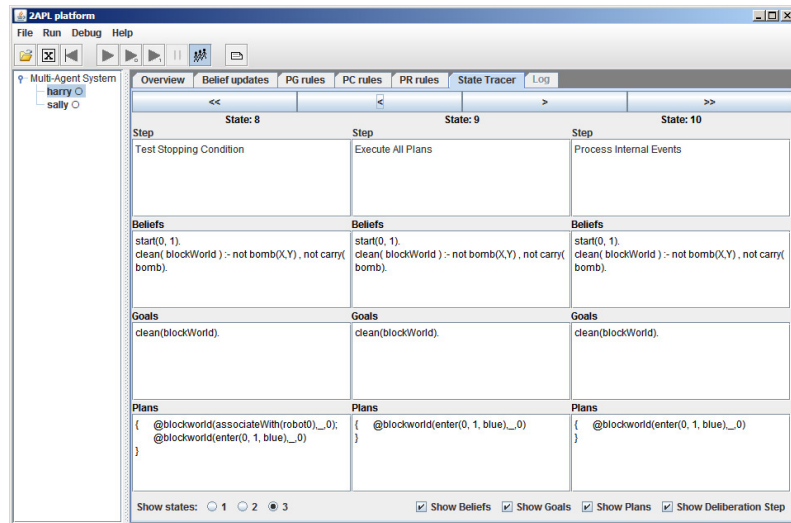 2APL platform
File Run Debug Help
Multi-Agent System
harry
sally
Overview Belief updates PG rules PC rules PR rules State Tracer Log
<< < > >>
State: 8 State: 9 State: 10
Step Step Step
Test Stopping Condition Execute All Plans Process Internal Events
Beliefs Beliefs Beliefs
start(0, 1). start(0, 1). start(0, 1).
clean( blockWorld ) :- not bomb(X,Y) , not carry( clean( blockWorld ) :- not bomb(X,Y) , not carry( clean( blockWorld ) :- not bomb(X,Y) , not carry(
bomb). bomb). bomb).
Goals Goals Goals
clean(blockWorld). clean(blockWorld). clean(blockWorld).
Plans Plans Plans
{ @blockworld(associateWith(robot0),_,0); { @blockworld(enter(0, 1, blue),_,0) { @blockworld(enter(0, 1, blue),_,0)
@blockworld(enter(0, 1, blue),_,0) } }
}
Show states: 1 2 3 Show Beliefs Show Goals Show Plans Show Deliberation Step